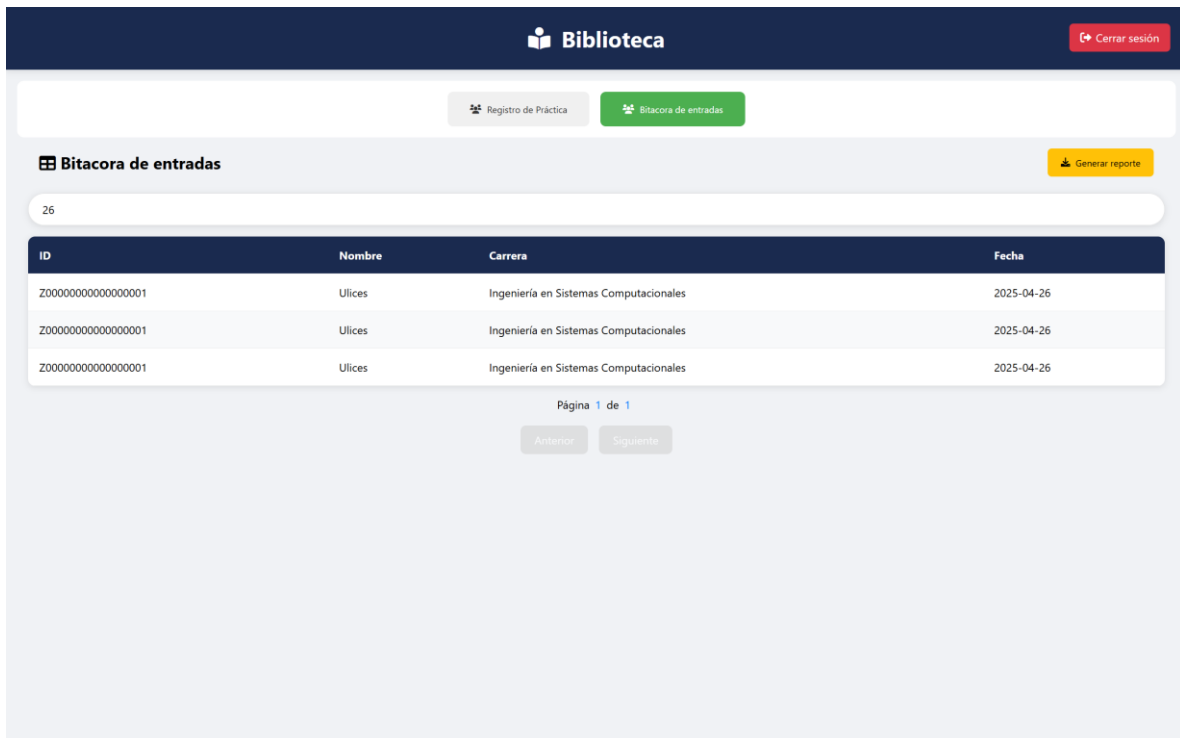 Biblioteca
Cerrar sesión
Registro de Práctica
Bitacora de entradas
Bitacora de entradas
Generar reporte
26
ID Nombre Carrera Fecha
Z00000000000000001 Ulices Ingeniería en Sistemas Computacionales 2025-04-26
Z00000000000000001 Ulices Ingeniería en Sistemas Computacionales 2025-04-26
Z00000000000000001 Ulices Ingeniería en Sistemas Computacionales 2025-04-26
Página 1 de 1
Anterior Siguiente